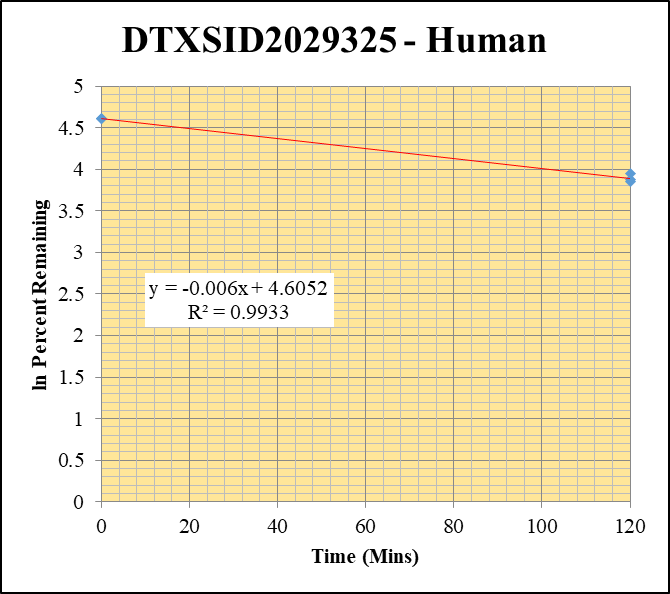 DTXSID2029325 - Human
5
4.5
4
3.5
3
2.5
2
1.5
1
0.5
0
ln Percent Remaining
y = -0.006x + 4.6052
R² = 0.9933
0 20 40 60 80 100 120
Time (Mins)